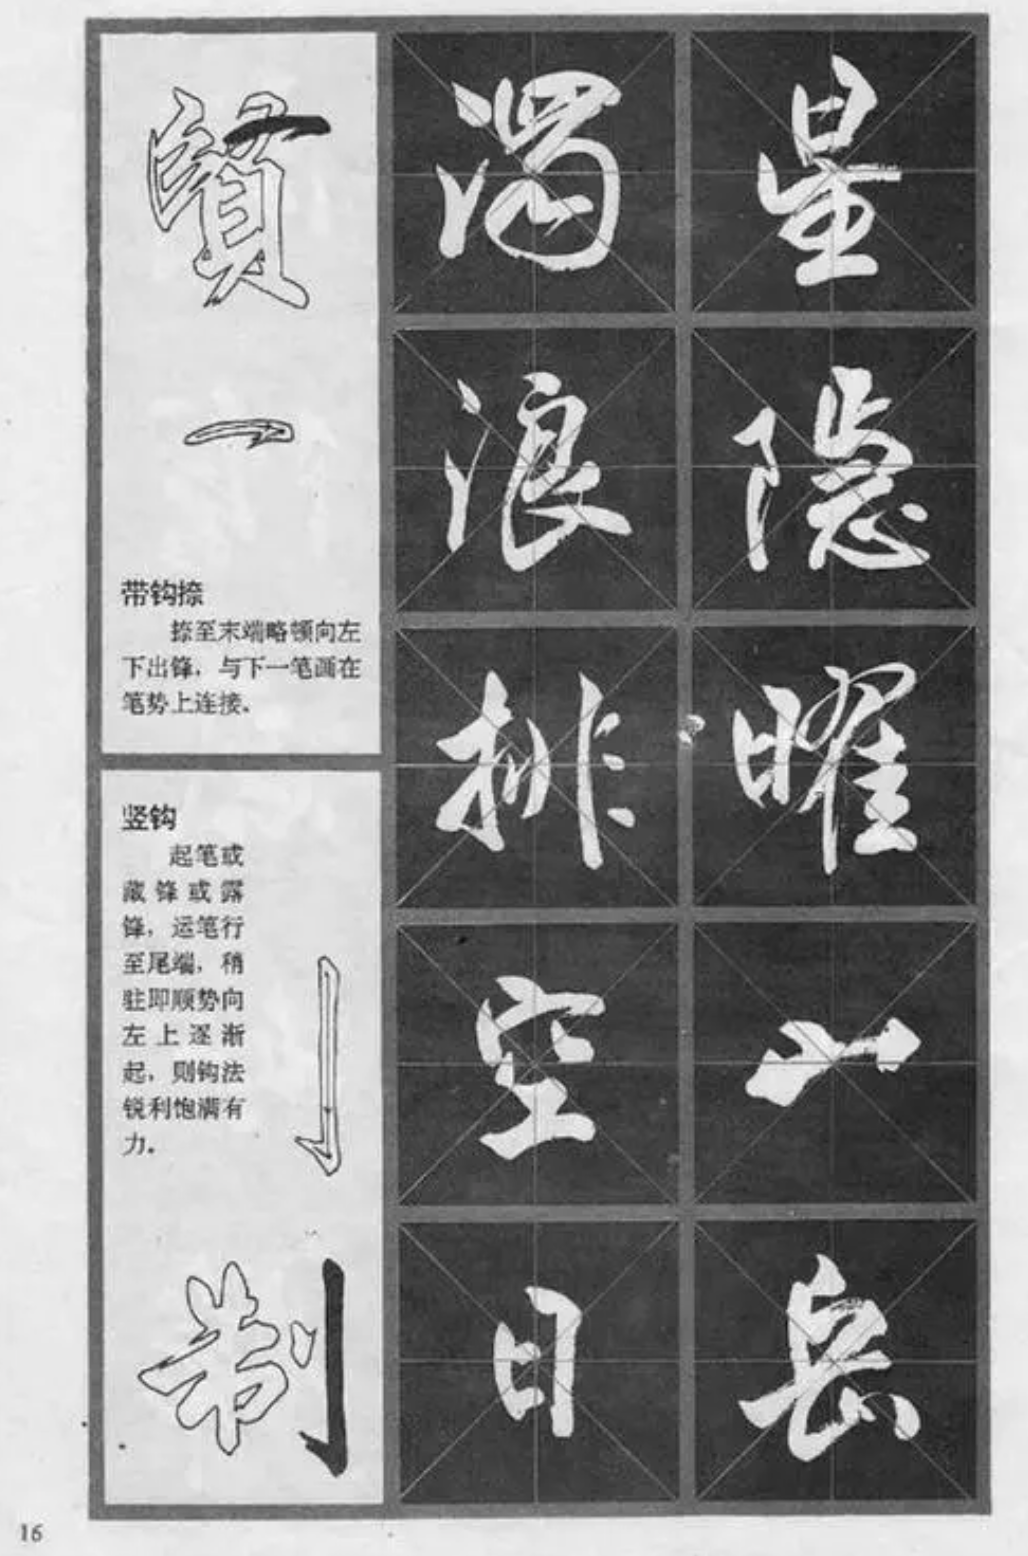 質
带钩捺
捺至末端略顿向左
下出锋，与下一笔画在
笔势上连接。
竖钩
起笔或
藏锋或露
锋，运笔行
至尾端，稍
驻即顺势向
左上逐渐
起，则钩法
锐利饱满有
力。
制
濁
浪
排
空
日
星
隐
曜
山
岳
16